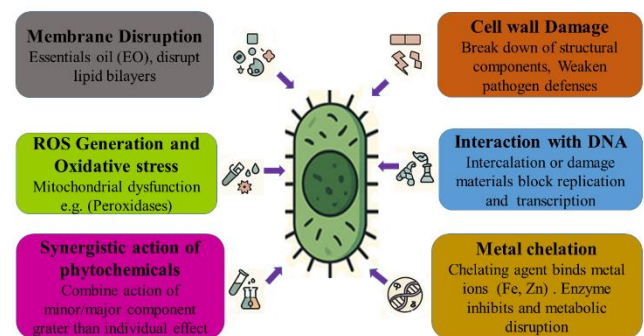 Membrane Disruption
Essentials oil (EO), disrupt
lipid bilayers
Cell wall Damage
Break down of structural
components, Weaken
pathogen defenses
ROS Generation and
Oxidative stress
Mitochondrial dysfunction
e.g. (Peroxidases)
Interaction with DNA
Intercalation or damage
materials block replication
and transcription
Synergistic action of
phytochemicals
Combine action of
minor/major component
grater than individual effect
Metal chelation
Chelating agent binds metal
ions (Fe, Zn) . Enzyme
inhibits and metabolic
disruption